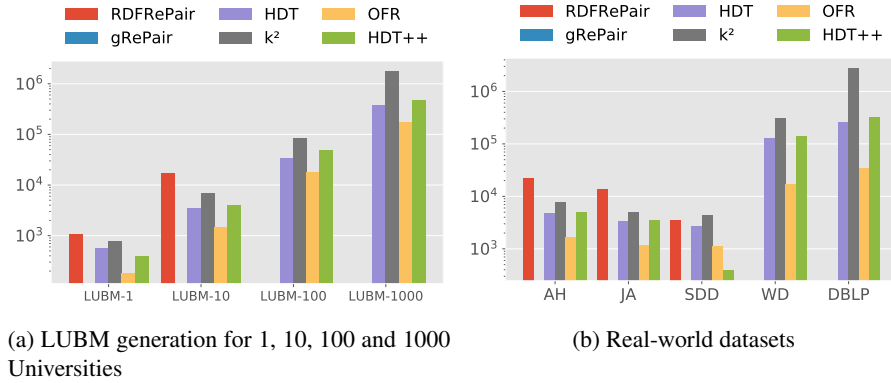 RDFRePair HDT OFR
gRePair k² HDT++
10⁶
10⁵
10⁴
10³
LUBM-1 LUBM-10 LUBM-100 LUBM-1000
(a) LUBM generation for 1, 10, 100 and 1000
Universities
RDFRePair HDT OFR
gRePair k² HDT++
10⁶
10⁵
10⁴
10³
AH JA SDD WD DBLP
(b) Real-world datasets